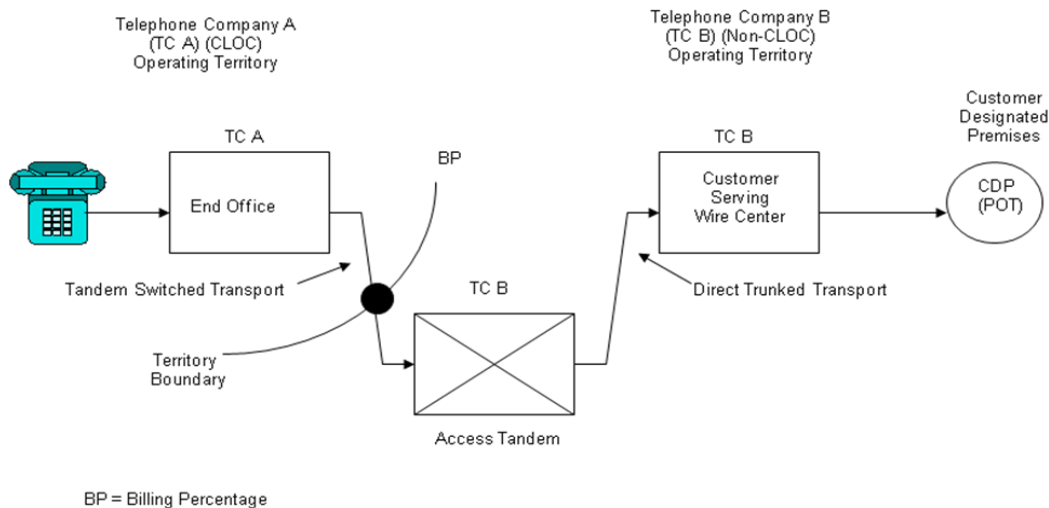 Telephone Company A
(TC A) (CLOC)
Operating Territory
Telephone Company B
(TC B) (Non-CLOC)
Operating Territory
Customer
Designated
Premises
TC A
BP
TC B
End Office
Customer
Serving
Wire Center
CDP
(POT)
Tandem Switched Transport
TC B
Direct Trunked Transport
Territory
Boundary
Access Tandem
BP = Billing Percentage